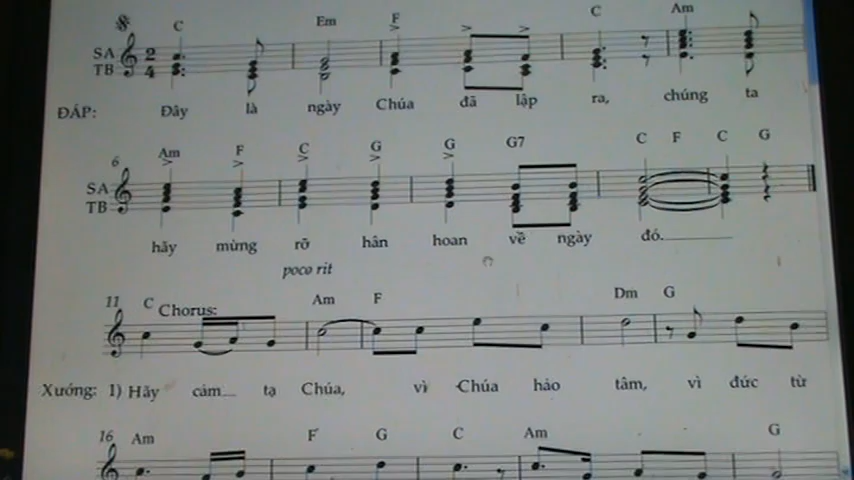 C Em F C Am
SA 2
TB 4
ĐÁP: Đây là ngày Chúa đã lập ra, chúng ta
6 Am F C G G G7 C F C G
SA
TB
hãy mừng rỡ hân hoan về ngày đó.
poco rit
11 C Chorus: Am F Dm G
Xướng: 1) Hãy cảm tạ Chúa, vì Chúa hảo tâm, vì đức từ
16 Am F G C Am G